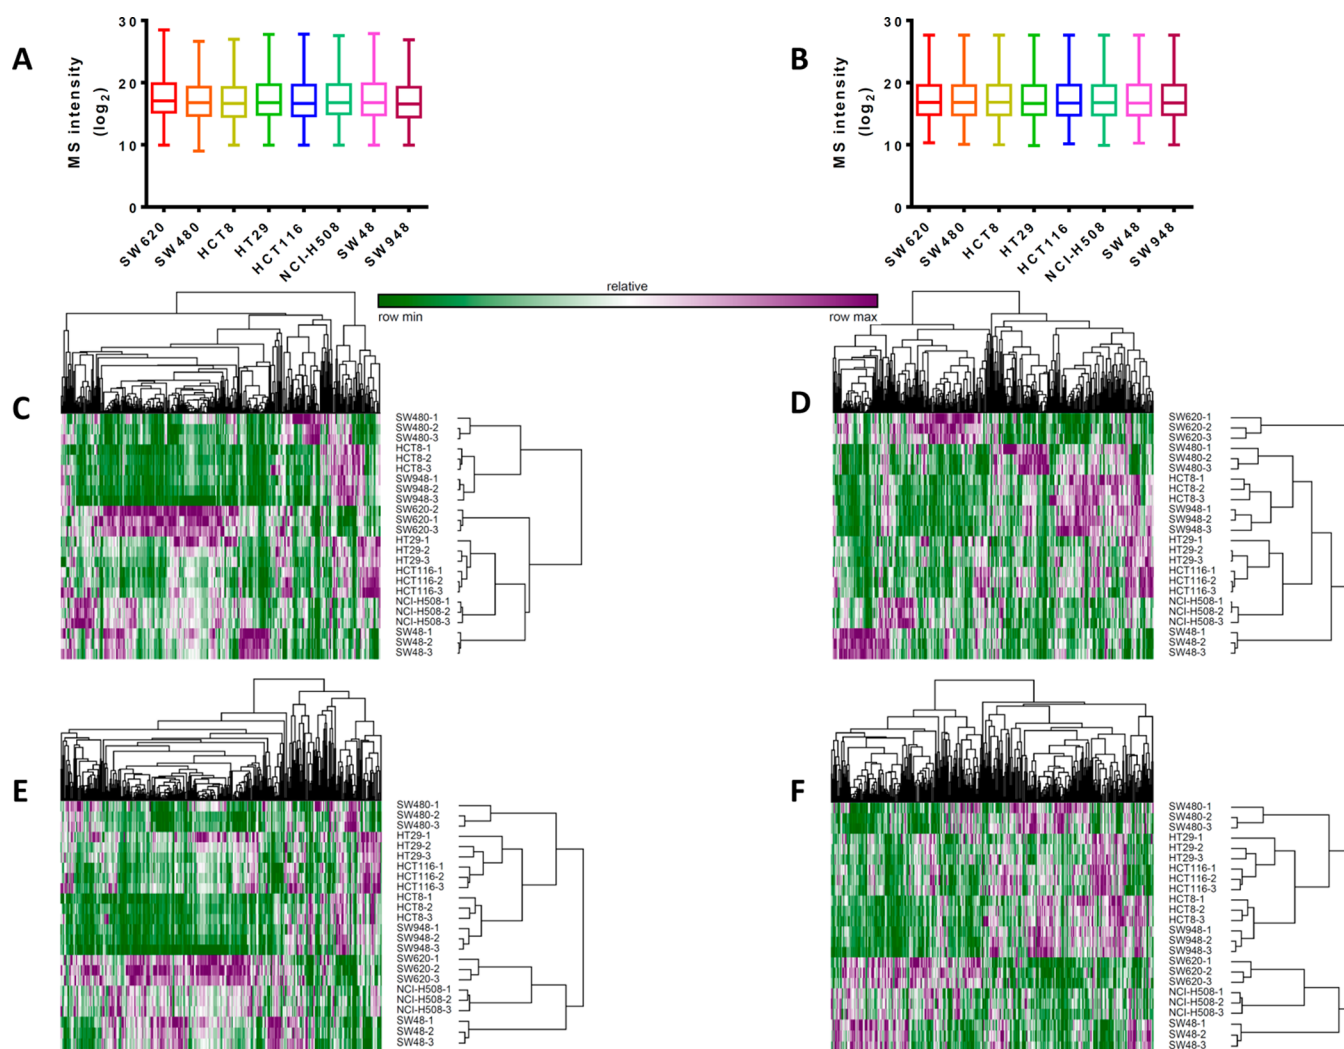 A
MS intensity
(log2)
30
20
10
0
SW620
SW480
HCT8
HT29
HCT116
NCI-H508
SW48
SW948
B
MS intensity
(log2)
30
20
10
0
SW620
SW480
HCT8
HT29
HCT116
NCI-H508
SW48
SW948
relative
row min
row max
C
SW480-1
SW480-2
SW480-3
HCT8-1
HCT8-2
HCT8-3
SW948-1
SW948-2
SW948-3
SW620-2
SW620-1
SW620-3
HT29-1
HT29-2
HT29-3
HCT116-1
HCT116-2
HCT116-3
NCI-H508-1
NCI-H508-2
NCI-H508-3
SW48-1
SW48-2
SW48-3
D
SW620-1
SW620-2
SW620-3
SW480-1
SW480-2
SW480-3
HCT8-1
HCT8-2
HCT8-3
SW948-1
SW948-2
SW948-3
HT29-1
HT29-2
HT29-3
HCT116-1
HCT116-2
HCT116-3
NCI-H508-1
NCI-H508-2
NCI-H508-3
SW48-1
SW48-2
SW48-3
E
SW480-1
SW480-2
SW480-3
HT29-1
HT29-2
HT29-3
HCT116-1
HCT116-2
HCT116-3
HCT8-1
HCT8-2
HCT8-3
SW948-1
SW948-2
SW948-3
SW620-1
SW620-2
SW620-3
NCI-H508-1
NCI-H508-2
NCI-H508-3
SW48-1
SW48-2
SW48-3
F
SW480-1
SW480-2
SW480-3
HT29-1
HT29-2
HT29-3
HCT116-1
HCT116-2
HCT116-3
HCT8-1
HCT8-2
HCT8-3
SW948-1
SW948-2
SW948-3
SW620-1
SW620-2
SW620-3
NCI-H508-1
NCI-H508-2
NCI-H508-3
SW48-1
SW48-2
SW48-3